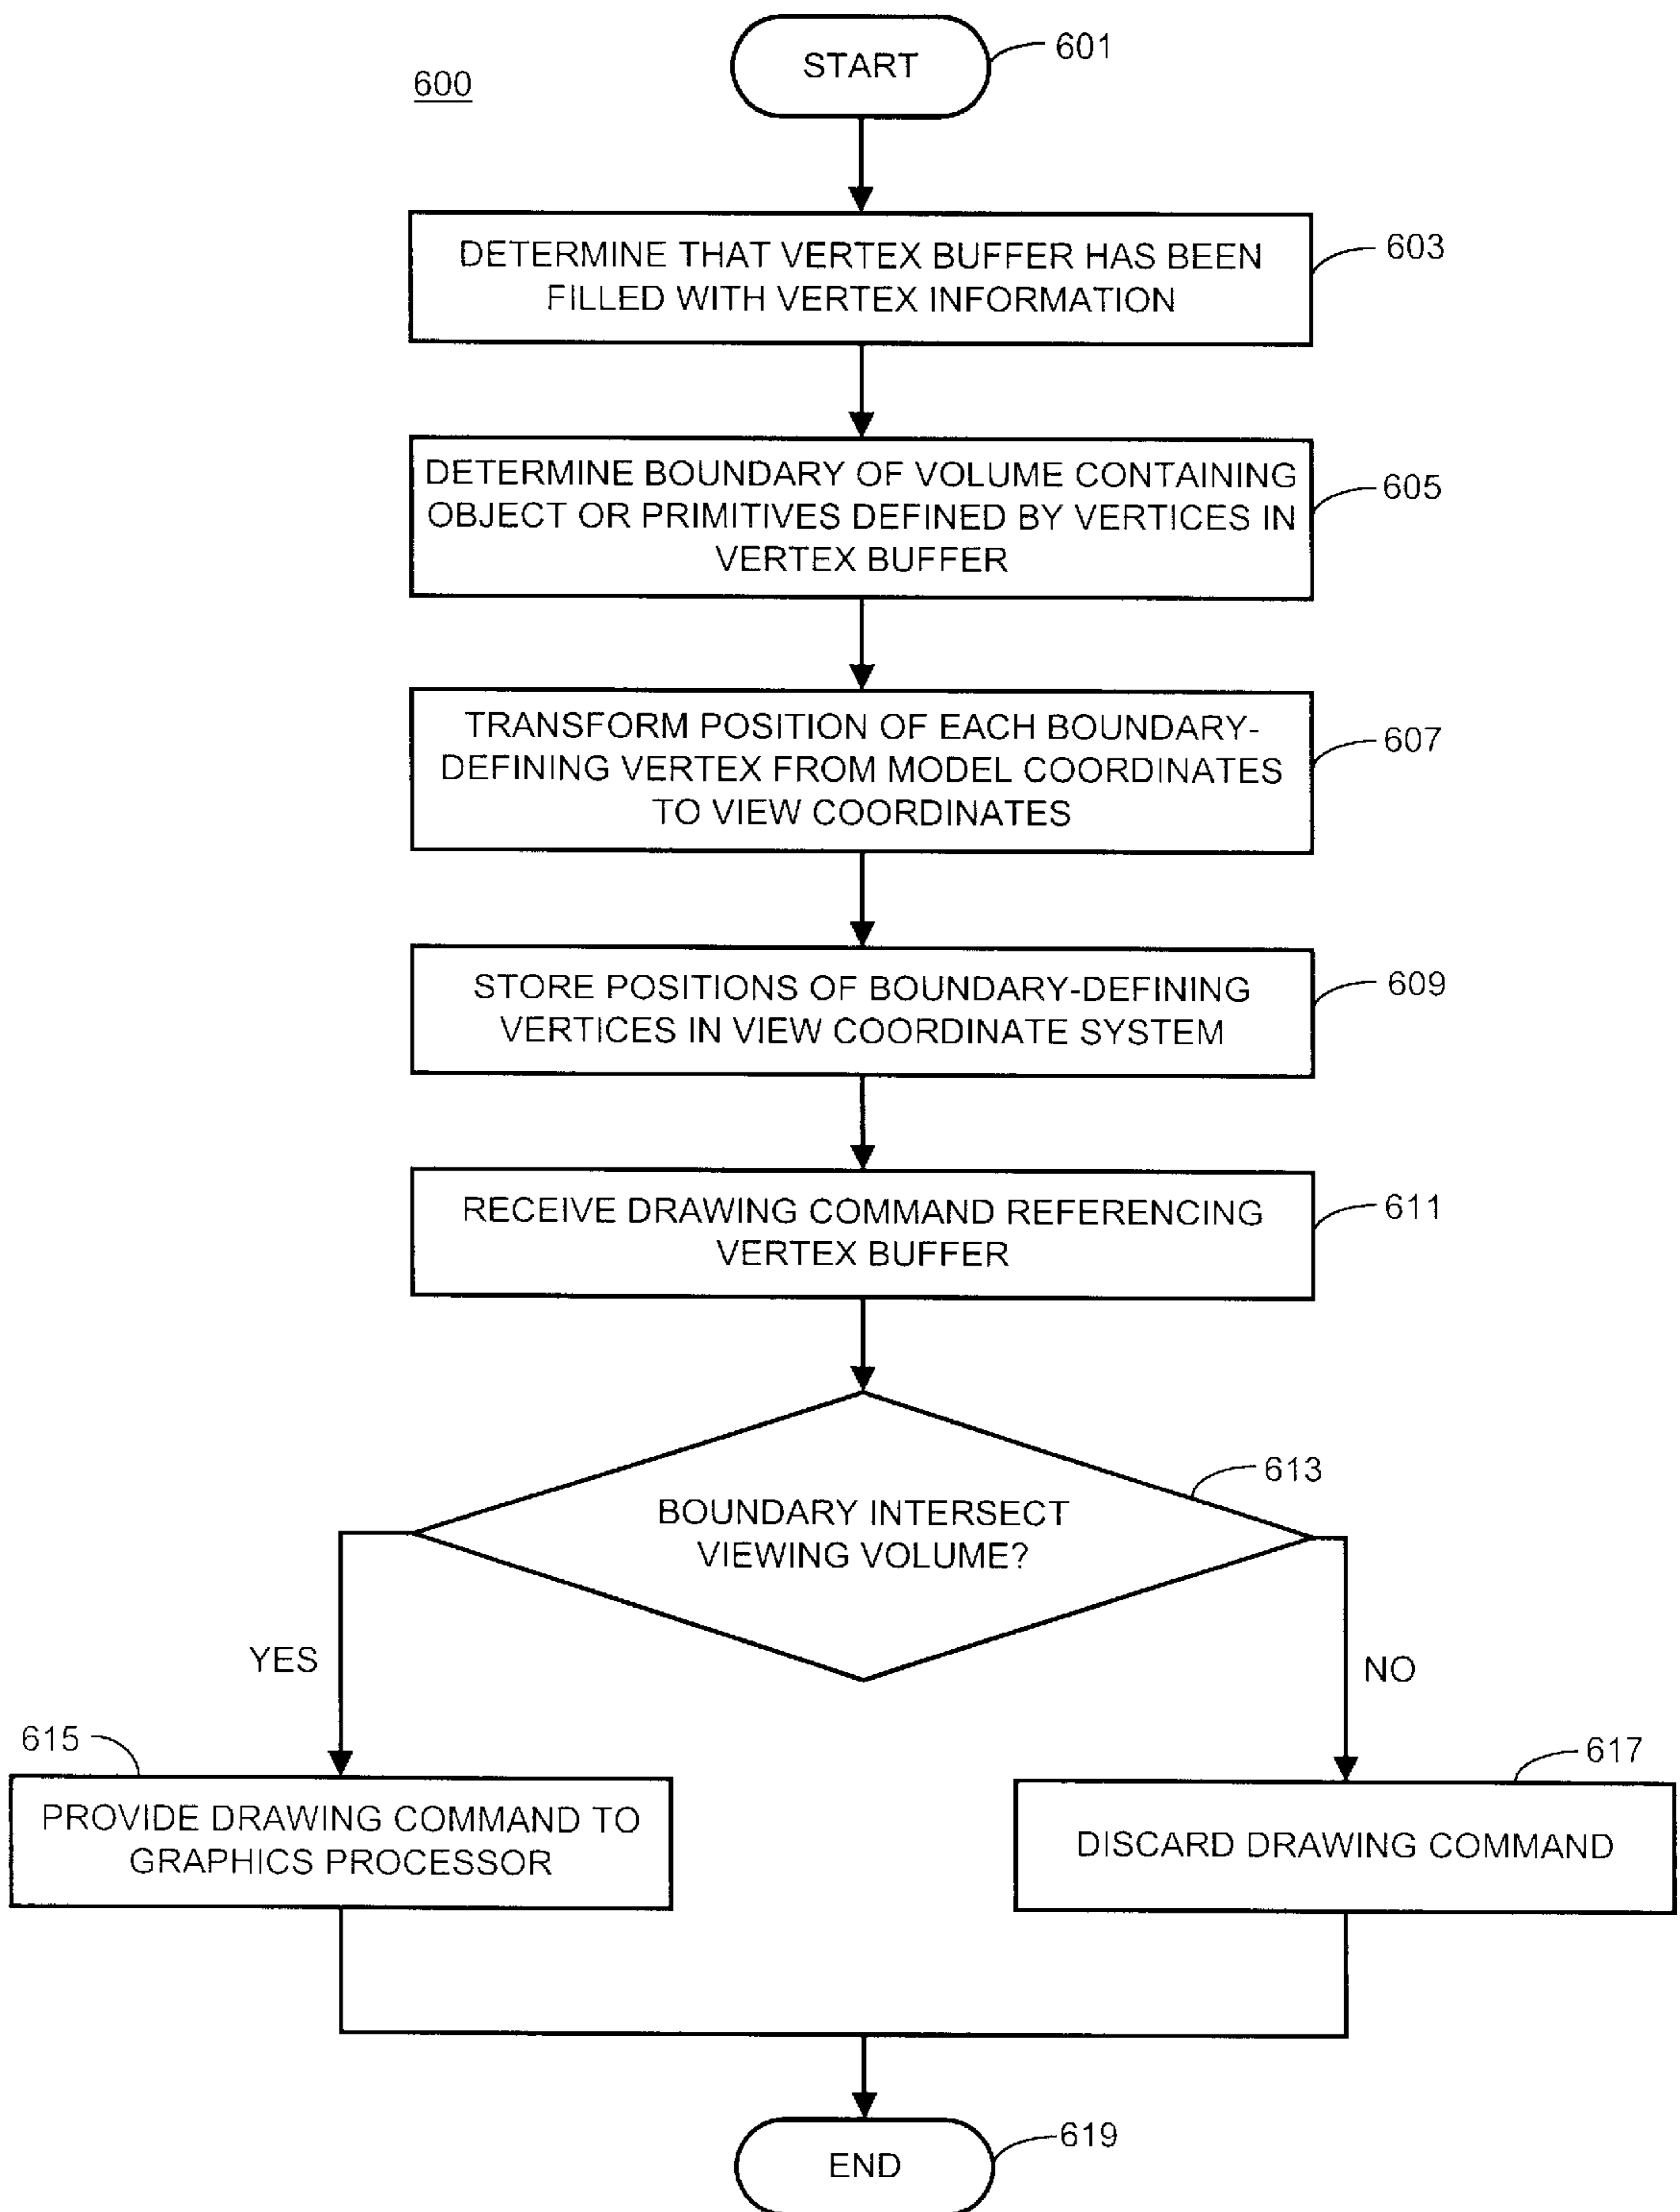 START
601
600
DETERMINE THAT VERTEX BUFFER HAS BEEN
FILLED WITH VERTEX INFORMATION
603
DETERMINE BOUNDARY OF VOLUME CONTAINING
OBJECT OR PRIMITIVES DEFINED BY VERTICES IN
VERTEX BUFFER
605
TRANSFORM POSITION OF EACH BOUNDARY-
DEFINING VERTEX FROM MODEL COORDINATES
TO VIEW COORDINATES
607
STORE POSITIONS OF BOUNDARY-DEFINING
VERTICES IN VIEW COORDINATE SYSTEM
609
RECEIVE DRAWING COMMAND REFERENCING
VERTEX BUFFER
611
BOUNDARY INTERSECT
VIEWING VOLUME?
613
YES
NO
615
PROVIDE DRAWING COMMAND TO
GRAPHICS PROCESSOR
617
DISCARD DRAWING COMMAND
END
619